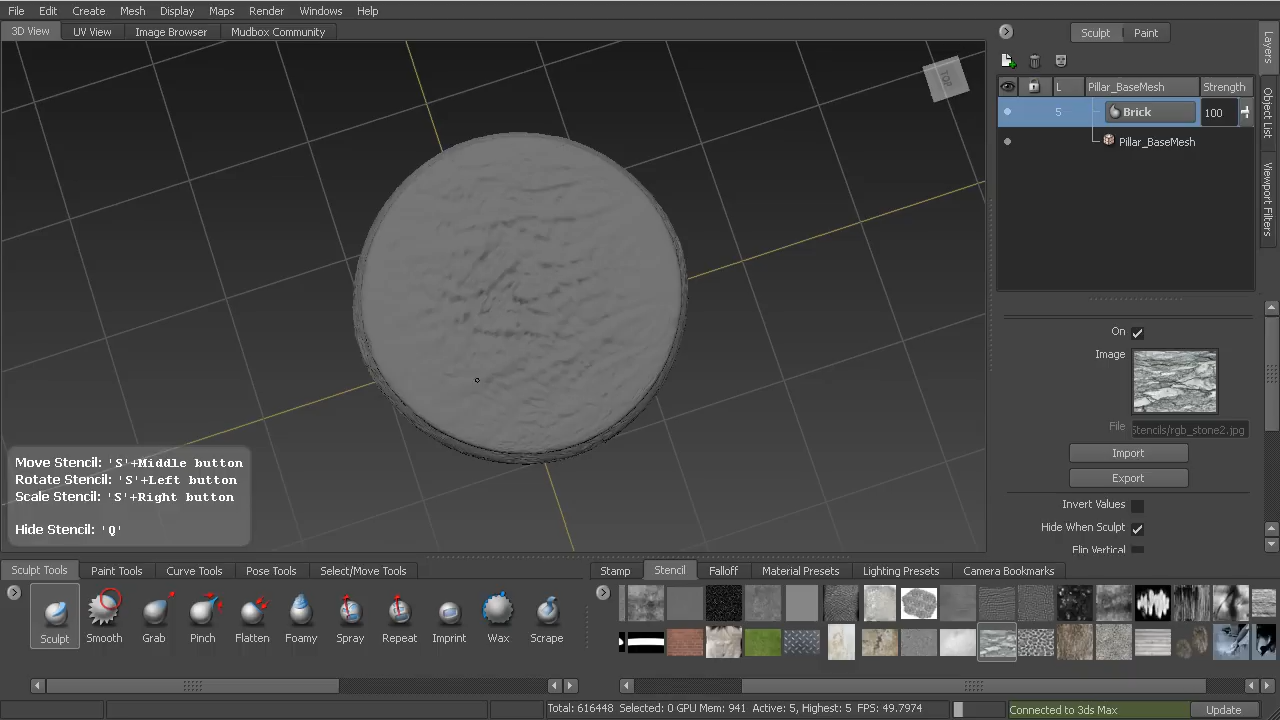 File Edit Create Mesh Display Maps Render Windows Help
3D View UV View Image Browser Mudbox Community
TOP
Sculpt Paint
Layers
Object List
Viewport Filters
L Pillar_BaseMesh Strength
5 Brick 100
Pillar_BaseMesh
On
Image
File Stencils/rgb_stone2.jpg
Import
Export
Invert Values
Hide When Sculpt
Flip Vertical
Move Stencil: 'S'+Middle button
Rotate Stencil: 'S'+Left button
Scale Stencil: 'S'+Right button
Hide Stencil: 'Q'
Sculpt Tools Paint Tools Curve Tools Pose Tools Select/Move Tools
Stamp Stencil Falloff Material Presets Lighting Presets Camera Bookmarks
Sculpt Smooth Grab Pinch Flatten Foamy Spray Repeat Imprint Wax Scrape
Total: 616448 Selected: 0 GPU Mem: 941 Active: 5, Highest: 5 FPS: 49.7974
Connected to 3ds Max
Update